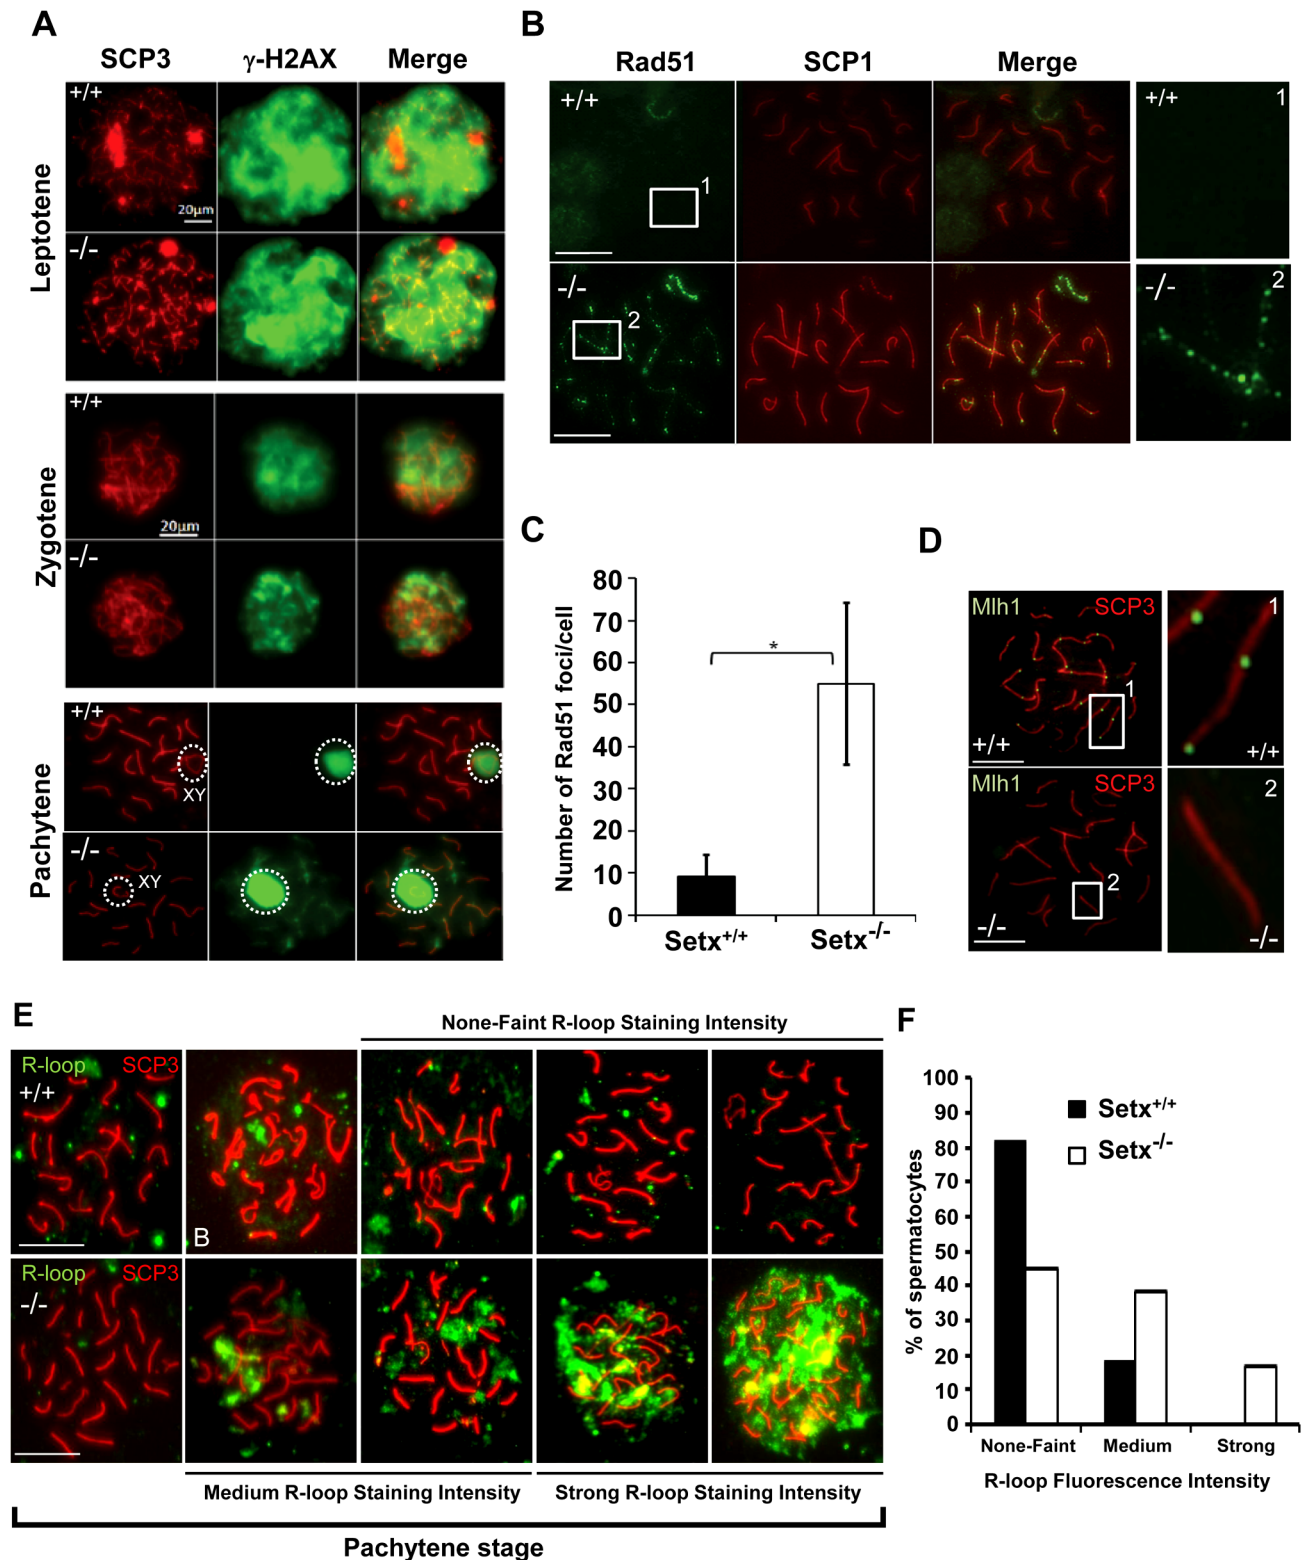 A
SCP3 γ-H2AX Merge
Leptotene
+/+
20µm
-/-
Zygotene
+/+
20µm
-/-
Pachytene
+/+
XY
-/-
XY
B
Rad51 SCP1 Merge
+/+
1
+/+ 1
-/-
2
-/- 2
C
Number of Rad51 foci/cell
80
70
60
50
40
30
20
10
0
*
Setx+/+ Setx-/-
D
Mlh1 SCP3
1
+/+
1
+/+
Mlh1 SCP3
2
-/-
2
-/-
E
None-Faint R-loop Staining Intensity
R-loop SCP3
+/+
B
R-loop SCP3
-/-
Medium R-loop Staining Intensity Strong R-loop Staining Intensity
Pachytene stage
F
% of spermatocytes
100
90
80
70
60
50
40
30
20
10
0
Setx+/+
Setx-/-
None-Faint Medium Strong
R-loop Fluorescence Intensity